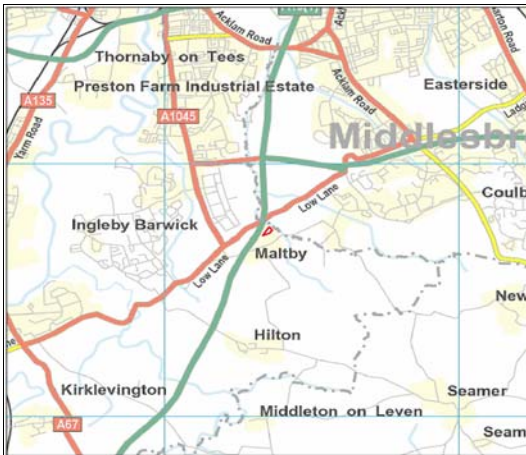 Acklam Road
Thornaby on Tees
Preston Farm Industrial Estate
Acklam Road
Easterside
A135
A1045
Yarm Road
Middlesbr
Low Lane
Coulb
Ingleby Barwick
Maltby
Low Lane
New
Hilton
Kirklevington
Seamer
Middleton on Leven
A67
Seam